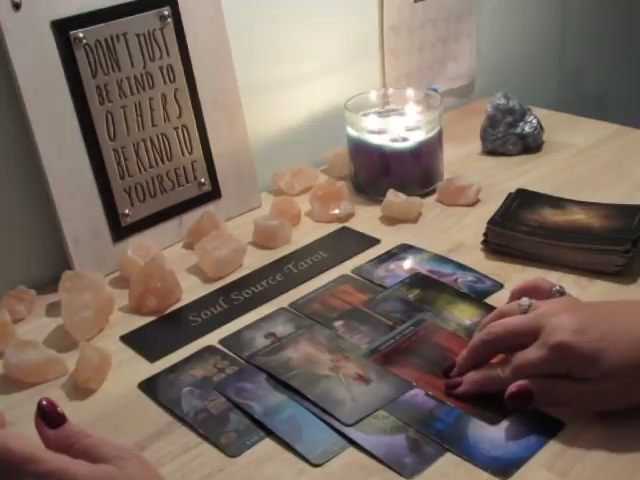 DON'T JUST
BE KIND TO
OTHERS
BE KIND TO
YOURSELF
Soul Source Tarot